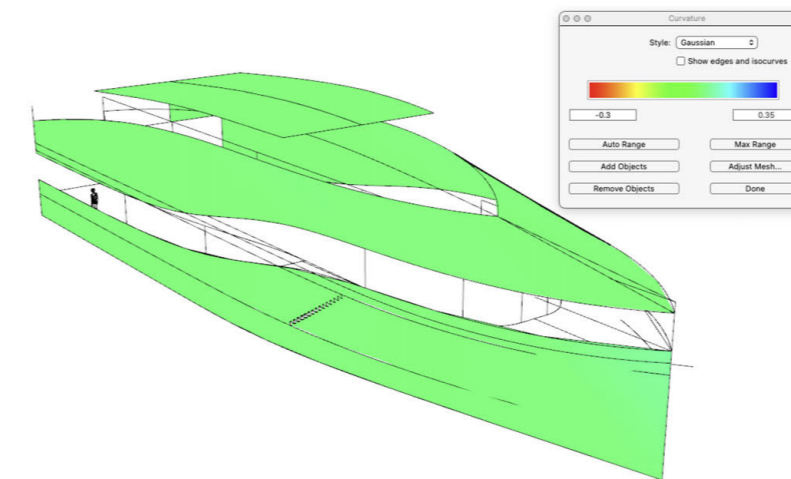 Curvature
Style: Gaussian
Show edges and isocurves
-0.3 0.35
Auto Range Max Range
Add Objects Adjust Mesh...
Remove Objects Done